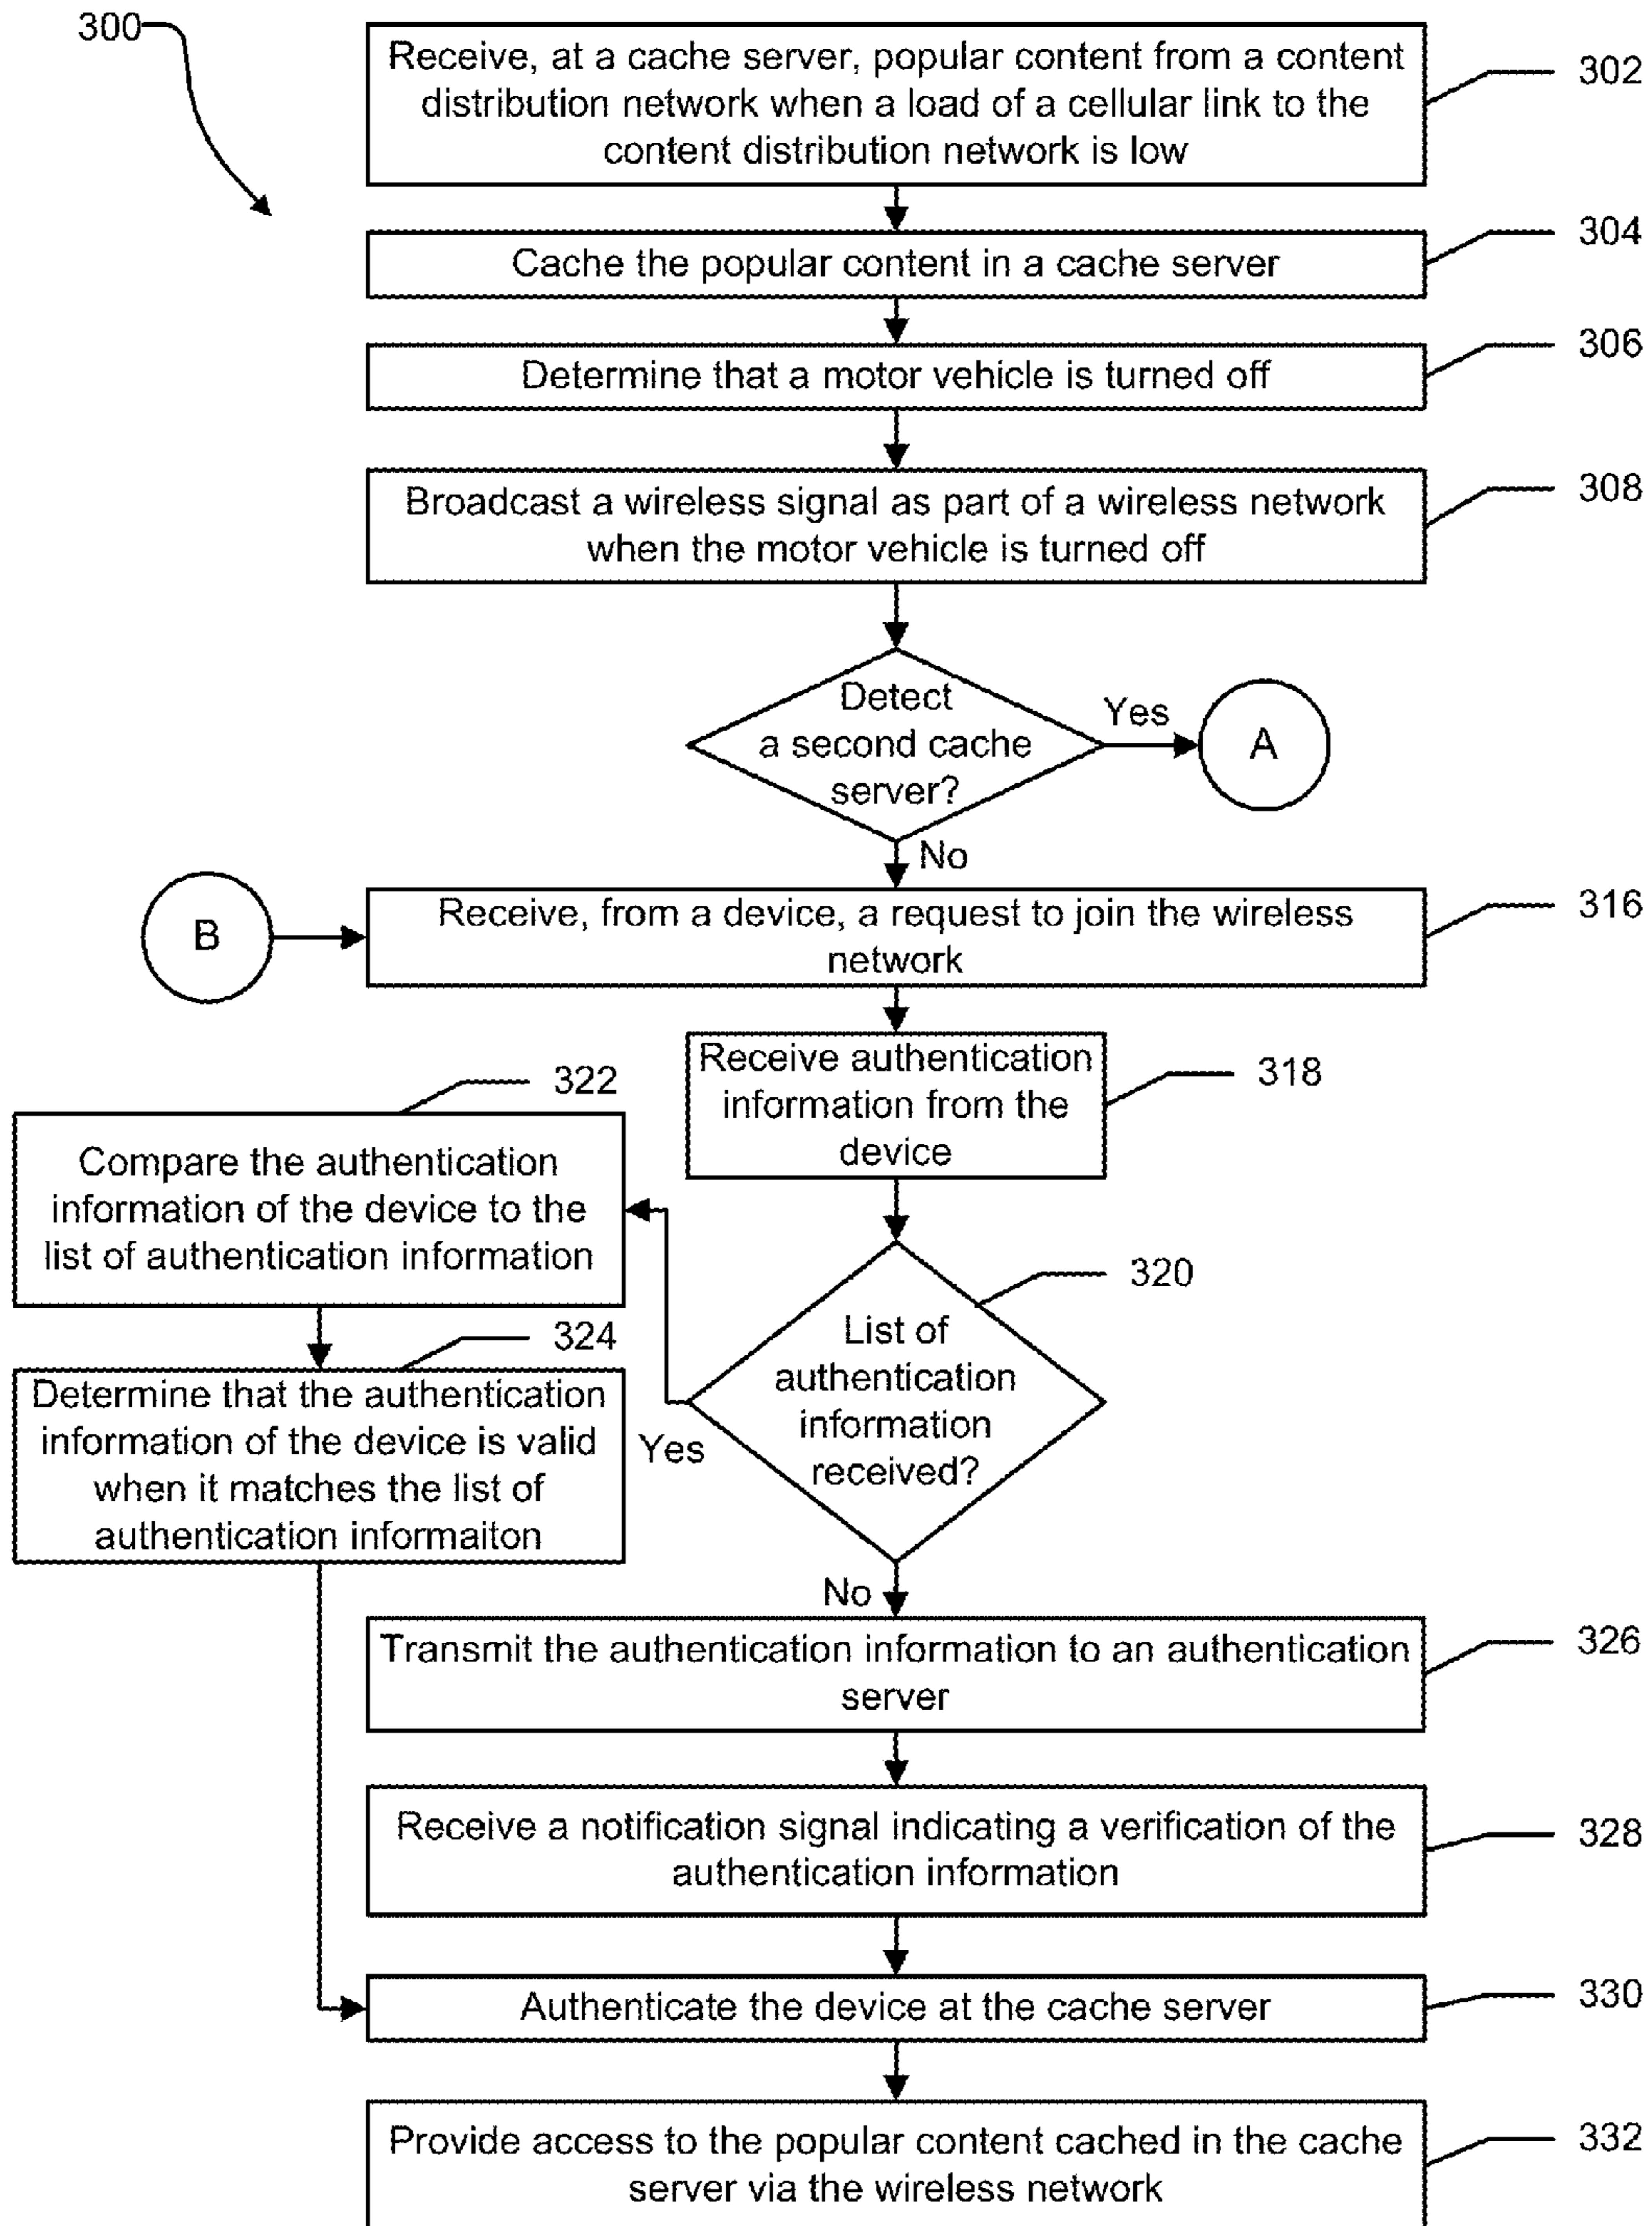 300
Receive, at a cache server, popular content from a content
distribution network when a load of a cellular link to the
content distribution network is low
302
Cache the popular content in a cache server
304
Determine that a motor vehicle is turned off
306
Broadcast a wireless signal as part of a wireless network
when the motor vehicle is turned off
308
Detect
a second cache
server?
Yes
A
No
B
Receive, from a device, a request to join the wireless
network
316
Receive authentication
information from the
device
318
322
Compare the authentication
information of the device to the
list of authentication information
320
List of
authentication
information
received?
Yes
324
Determine that the authentication
information of the device is valid
when it matches the list of
authentication informaiton
No
Transmit the authentication information to an authentication
server
326
Receive a notification signal indicating a verification of the
authentication information
328
Authenticate the device at the cache server
330
Provide access to the popular content cached in the cache
server via the wireless network
332